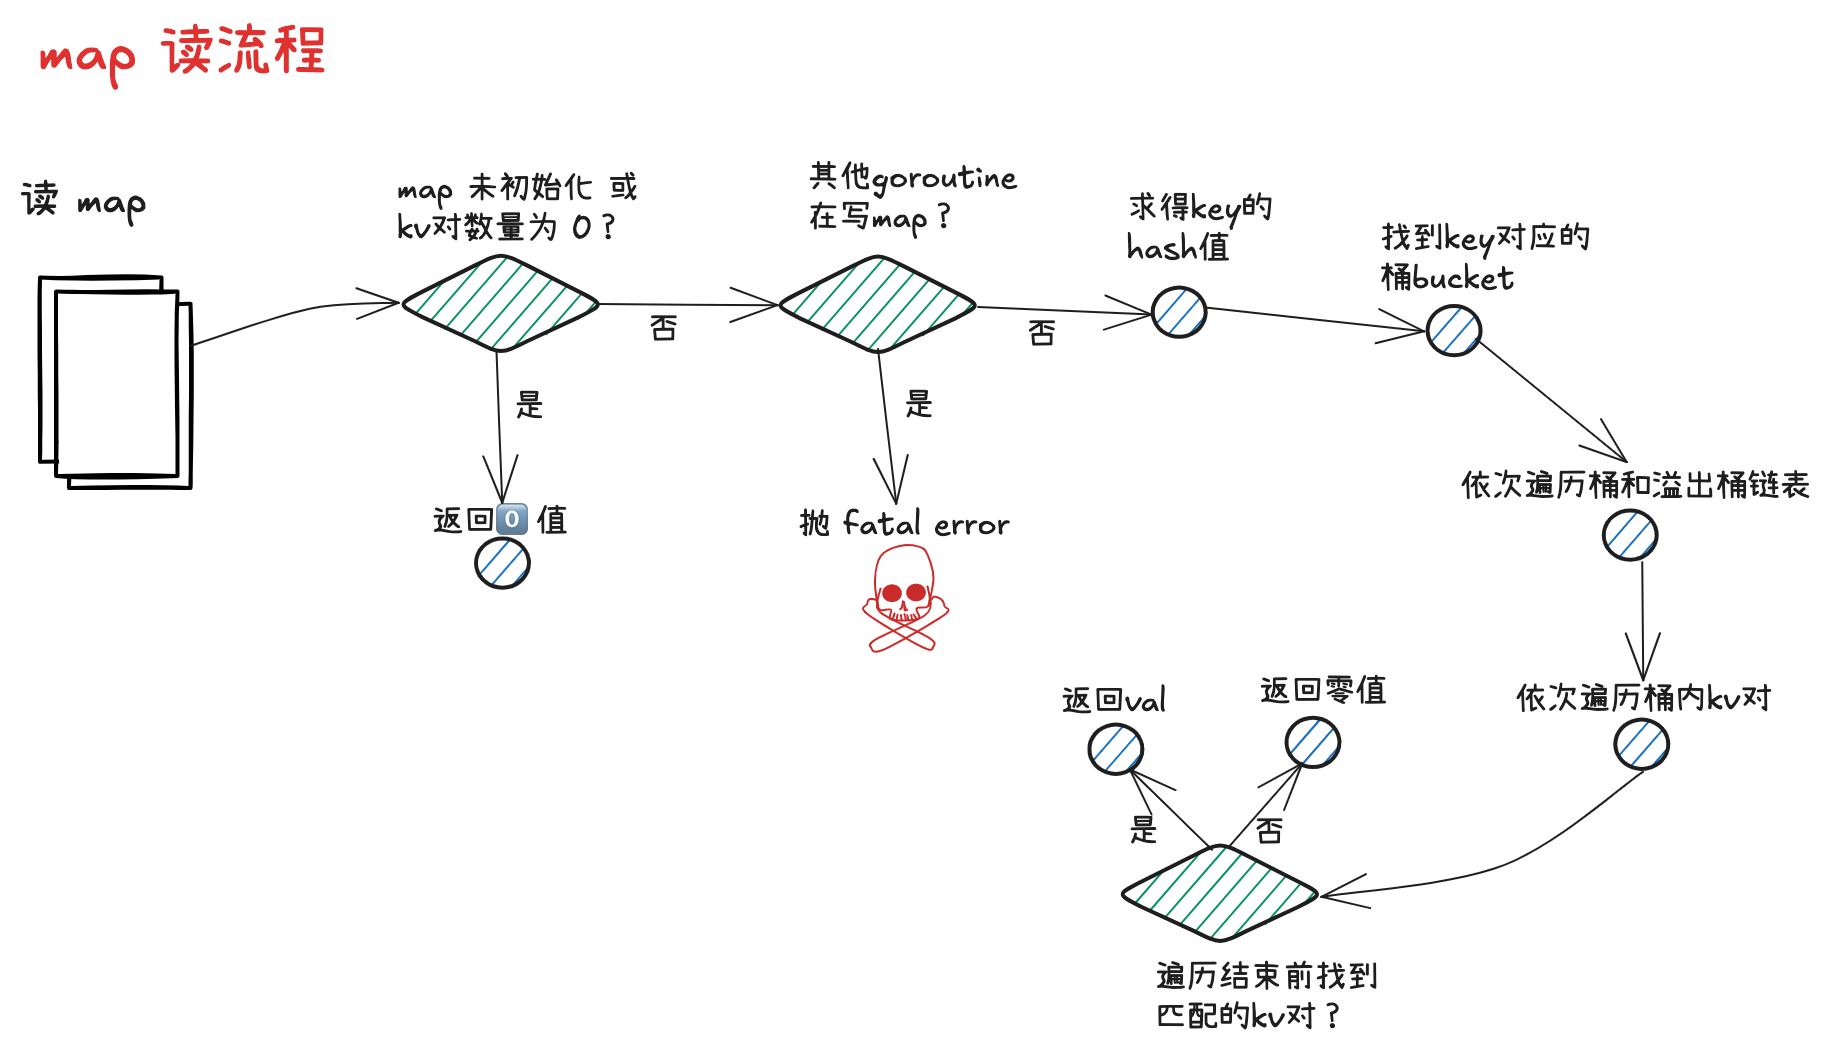 map 读流程
读 map
map 未初始化 或
kv对数量为 0？
否
是
返回0️⃣值
其他goroutine
在写map？
否
是
抛 fatal error
求得key的
hash值
找到key对应的
桶bucket
依次遍历桶和溢出桶链表
依次遍历桶内kv对
返回val
返回零值
是
否
遍历结束前找到
匹配的kv对？